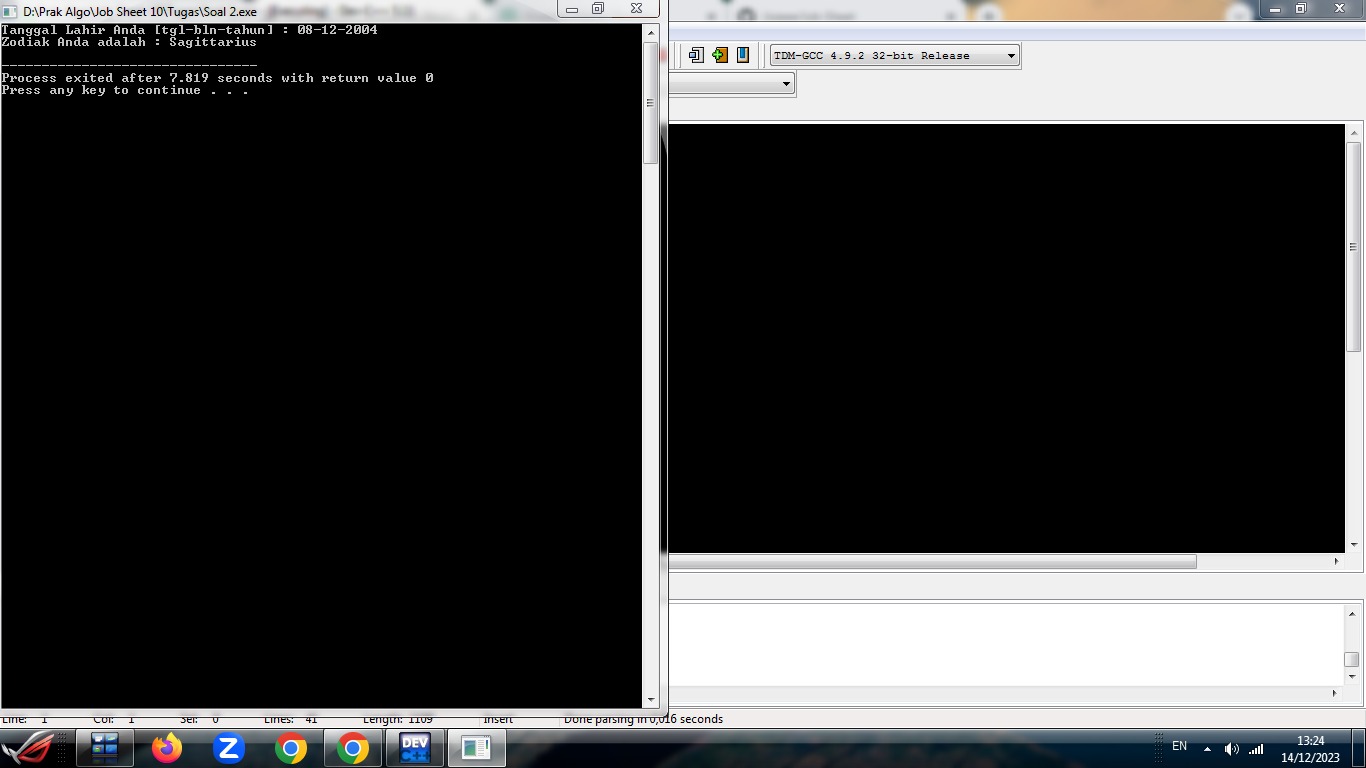 D:\Prak Algo\Job Sheet 10\Tugas\Soal 2.exe
Tanggal Lahir Anda [tgl-bln-tahun] : 08-12-2004
Zodiak Anda adalah : Sagittarius
--------------------------------
Process exited after 7.819 seconds with return value 0
Press any key to continue . . .
TDM-GCC 4.9.2 32-bit Release
Line: 1 Col: 1 Sel: 0 Lines: 41 Length: 1109 Insert Done parsing in 0,016 seconds
DEV
C++
EN
13:24
14/12/2023